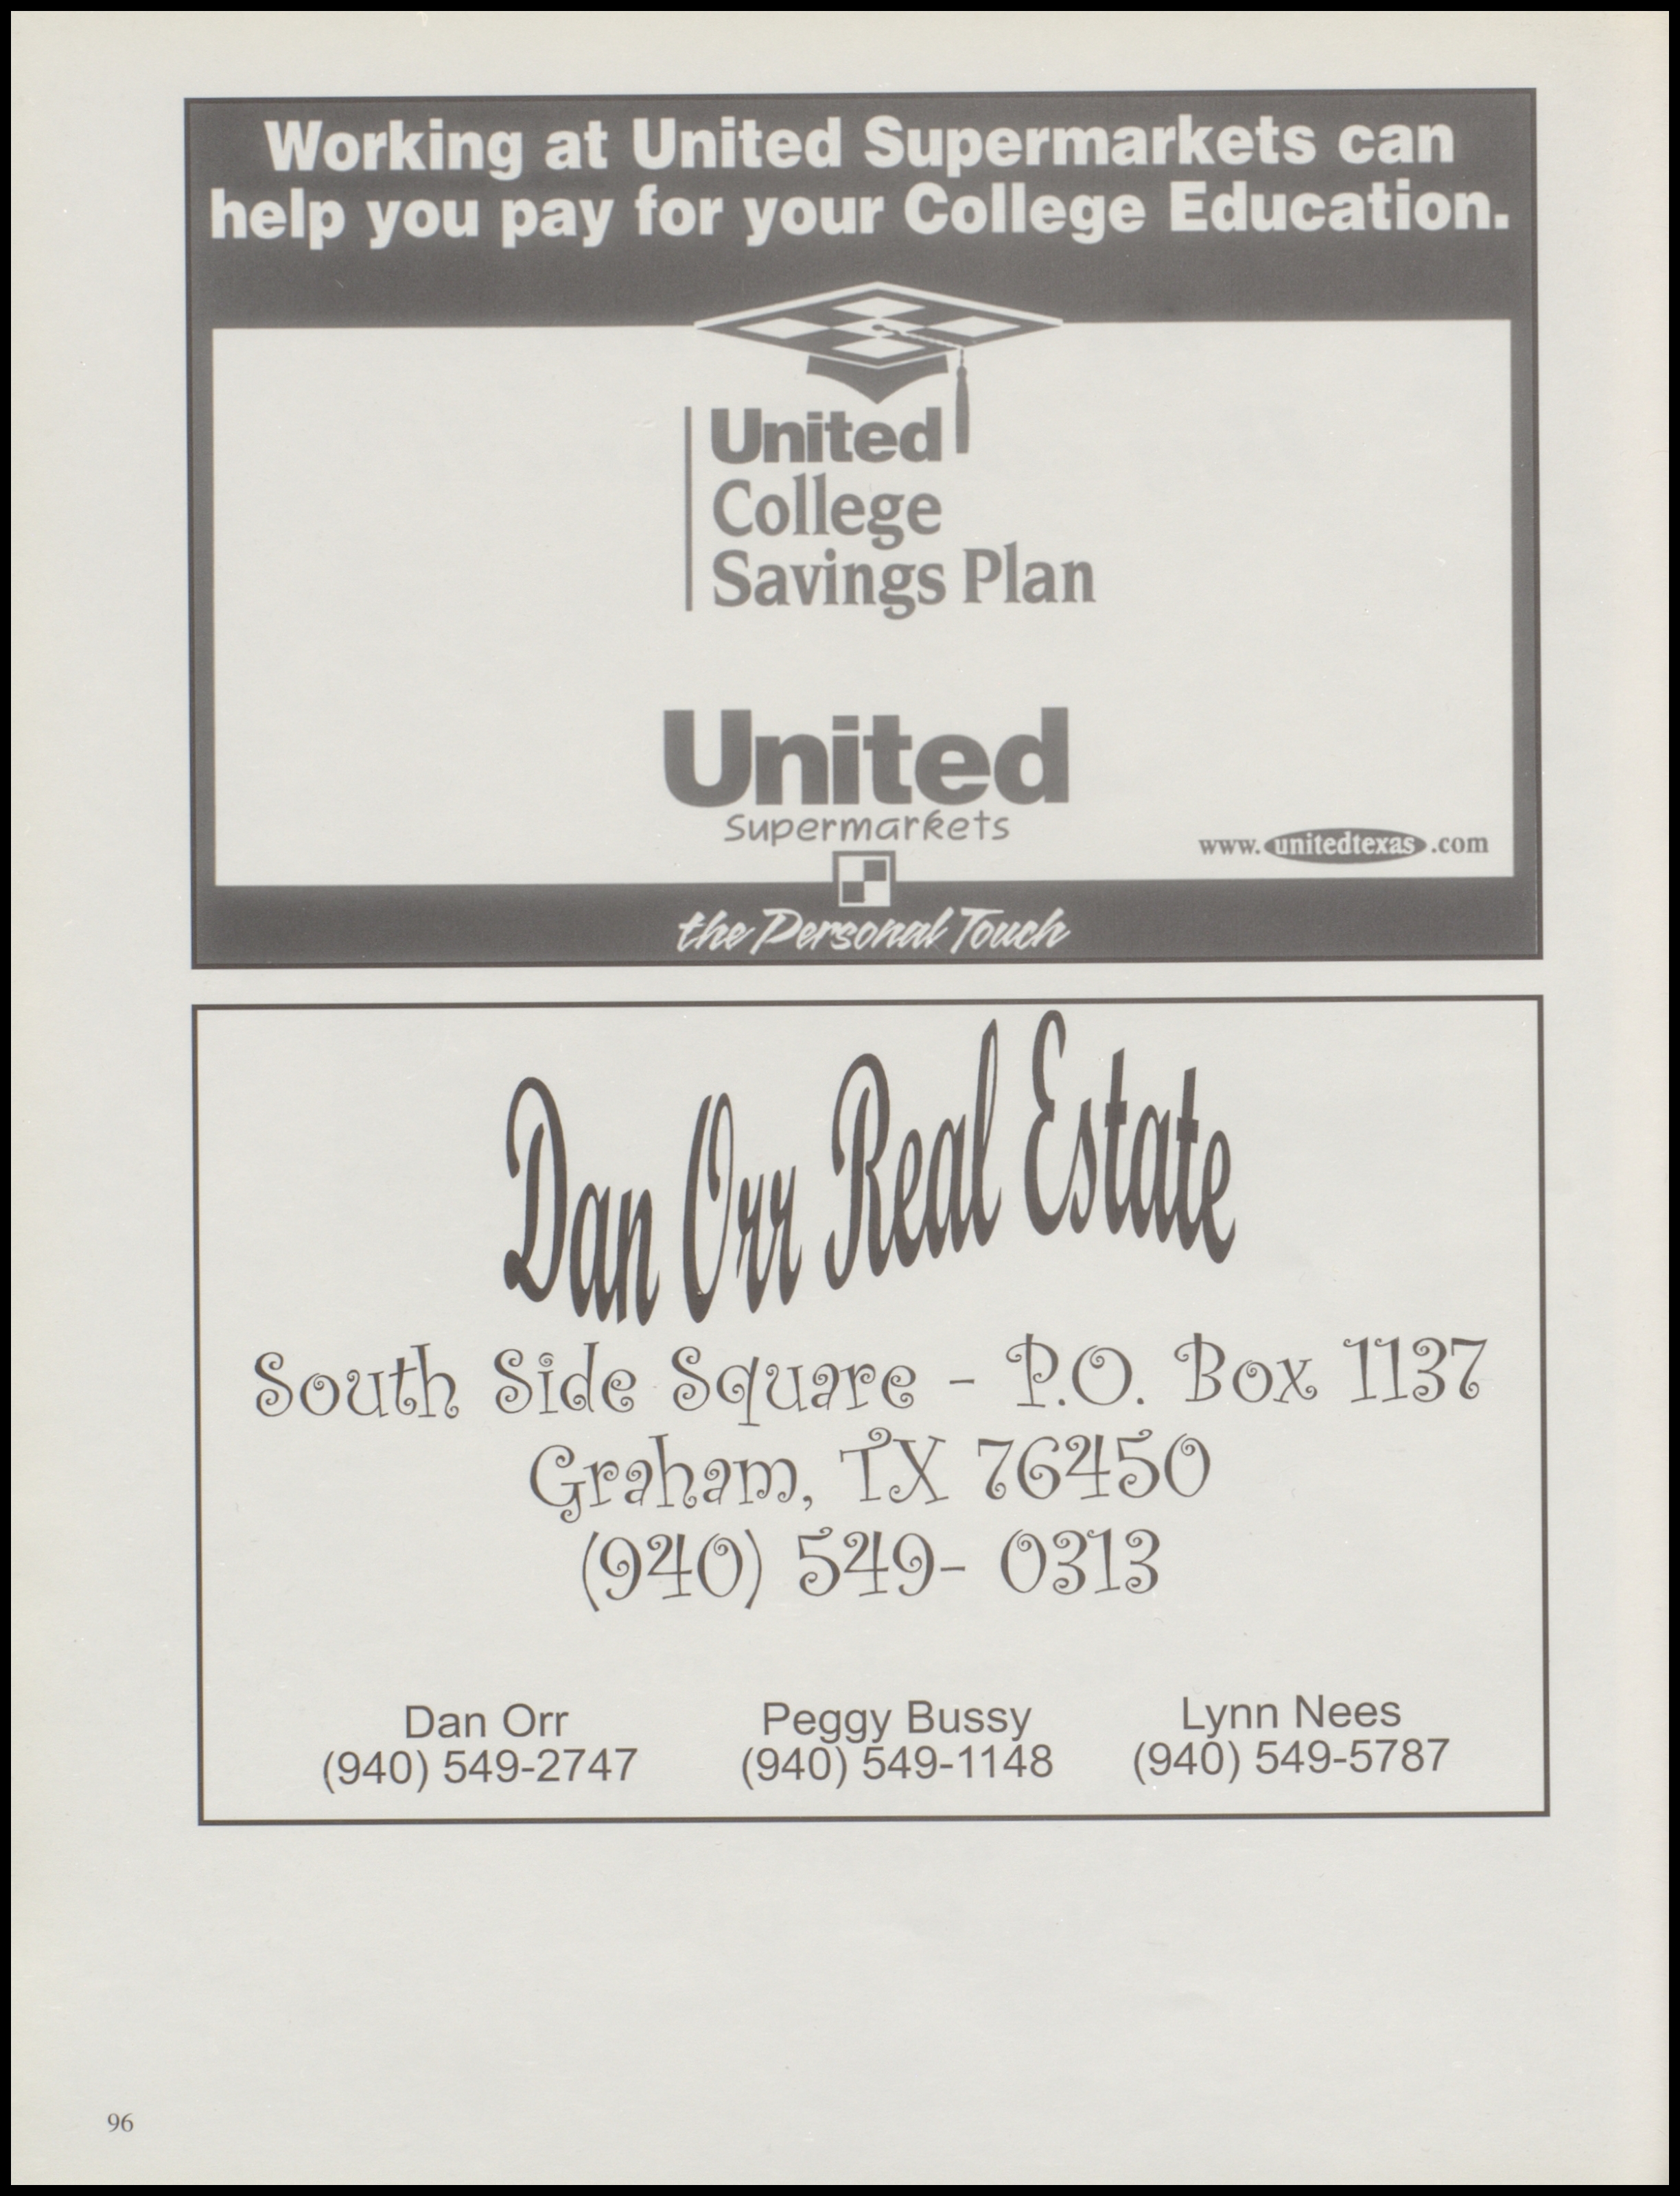 Working at United Supermarkets can
help you pay for your College Education.
United
College
Savings Plan
United
Supermarkets
www.unitedtexas.com
the Personal Touch
Dan Orr Real Estate
South Side Square - P.O. Box 1137
Graham, TX 76450
(940) 549- 0313
Dan Orr Peggy Bussy Lynn Nees
(940) 549-2747 (940) 549-1148 (940) 549-5787
96